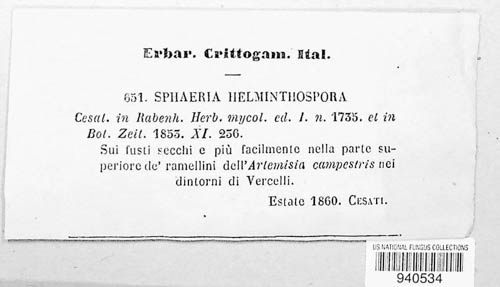 Erbar. Crittogam. Ital.
651. SPHAERIA HELMINTHOSPORA
Cesat. in Rabenh. Herb. mycol. ed. I. n. 1735. et in
Bot. Zeit. 1853. XI. 236.
Sui fusti secchi e più facilmente nella parte su-
periore de' ramellini dell'Artemisia campestris nei
dintorni di Vercelli.
Estate 1860. CESATI.
US NATIONAL FUNGUS COLLECTIONS
940534